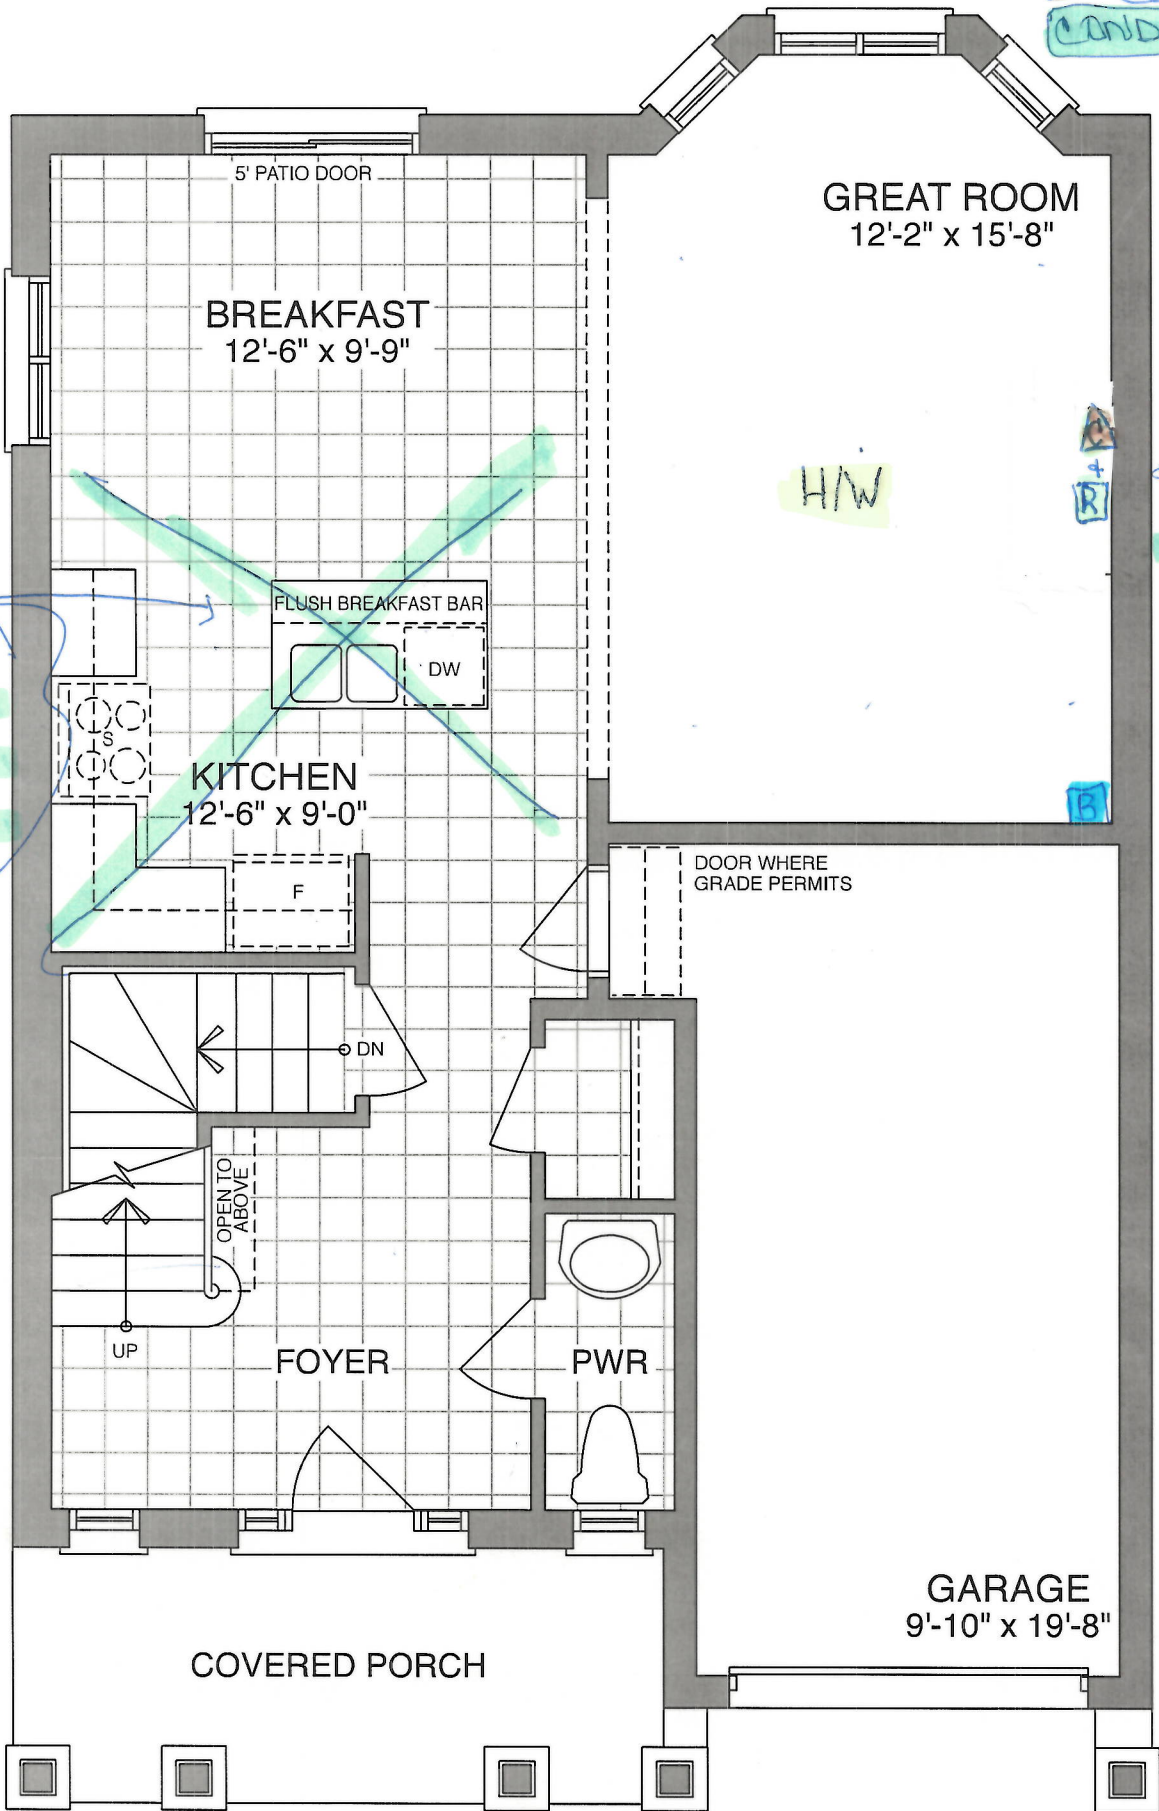 COND
5' PATIO DOOR
GREAT ROOM
12'-2" x 15'-8"
BREAKFAST
12'-6" x 9'-9"
C
+
R
H/W
FLUSH BREAKFAST BAR
DW
S
KITCHEN
12'-6" x 9'-0"
B
DOOR WHERE
GRADE PERMITS
F
DN
OPEN TO
ABOVE
UP
FOYER
PWR
GARAGE
9'-10" x 19'-8"
COVERED PORCH